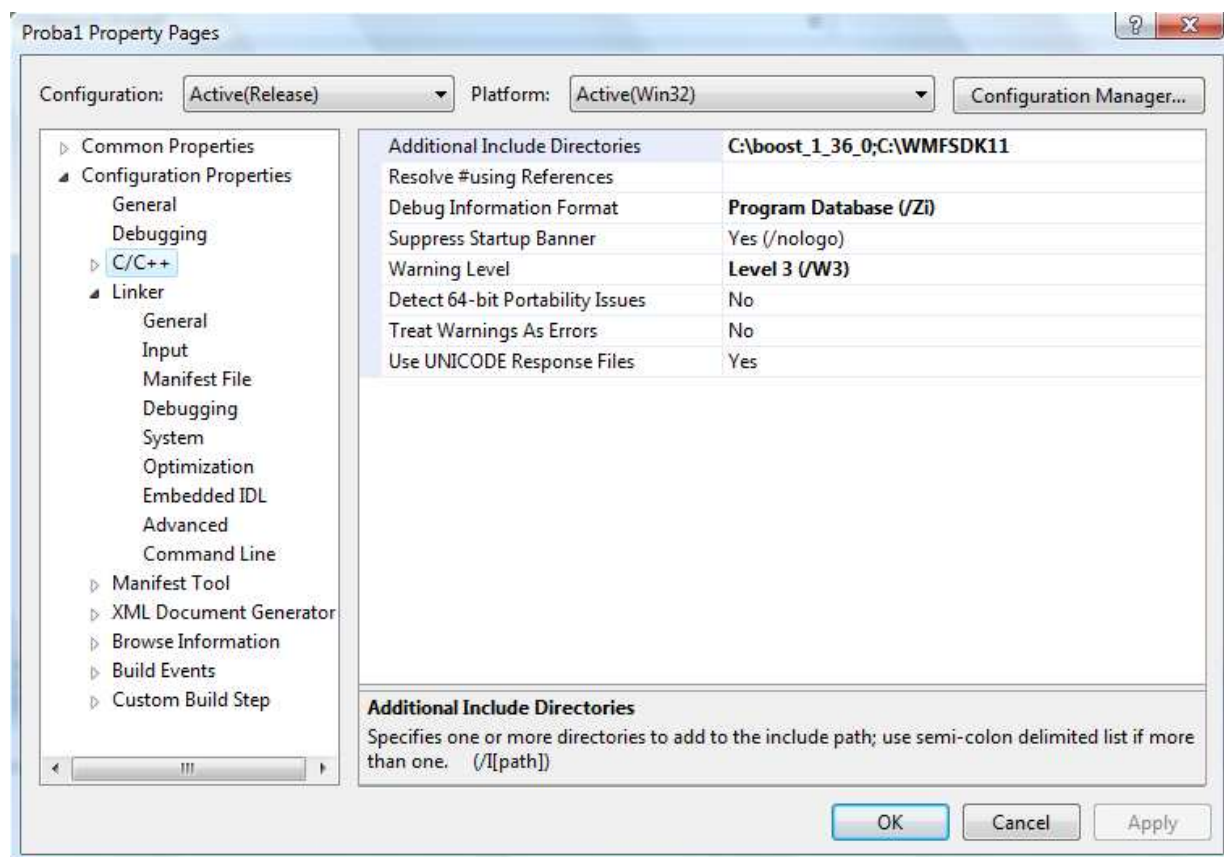 Proba1 Property Pages
Configuration: Active(Release) Platform: Active(Win32) Configuration Manager...
Common Properties
Configuration Properties
General
Debugging
C/C++
Linker
General
Input
Manifest File
Debugging
System
Optimization
Embedded IDL
Advanced
Command Line
Manifest Tool
XML Document Generator
Browse Information
Build Events
Custom Build Step
Additional Include Directories C:\boost_1_36_0;C:\WMFSDK11
Resolve #using References
Debug Information Format Program Database (/Zi)
Suppress Startup Banner Yes (/nologo)
Warning Level Level 3 (/W3)
Detect 64-bit Portability Issues No
Treat Warnings As Errors No
Use UNICODE Response Files Yes
Additional Include Directories
Specifies one or more directories to add to the include path; use semi-colon delimited list if more
than one. (/I[path])
OK Cancel Apply